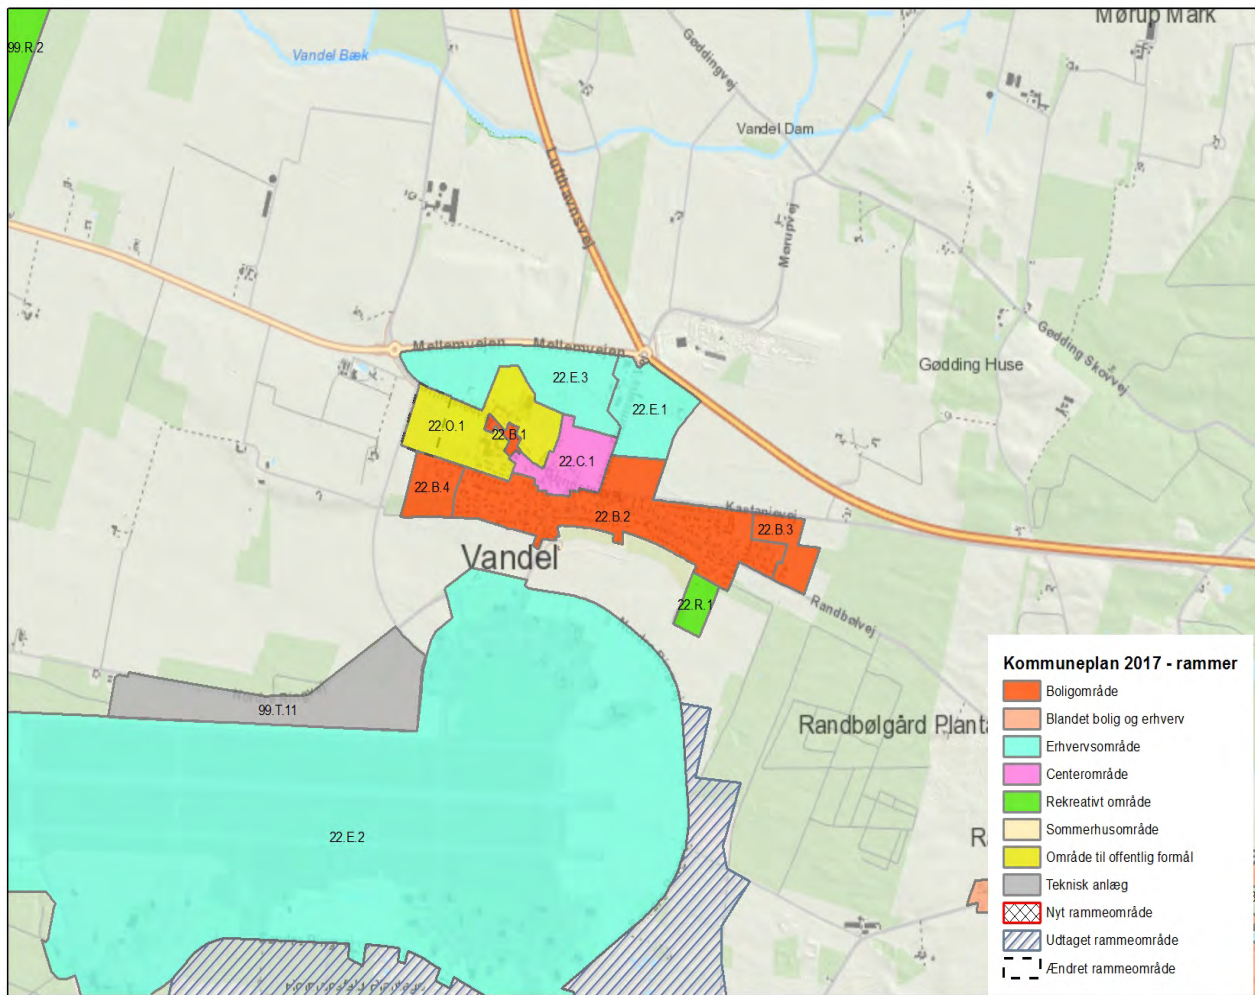 Mørup Mark
99.R.2
Vandel Bæk
Gøddingvej
Vandel Dam
Lufthavnsvej
Mørupvej
Gødding Skovvej
Gødding Huse
22.E.3
22.E.1
22.O.1
22.B.1
22.C.1
22.B.4
22.B.2
Kastanievej
22.B.3
Vandel
22.R.1
Randbølvej
99.T.11
Randbølgård Planta
22.E.2
Kommuneplan 2017 - rammer
Boligområde
Blandet bolig og erhverv
Erhvervsområde
Centerområde
Rekreativt område
Sommerhusområde
Område til offentlig formål
Teknisk anlæg
Nyt rammeområde
Udtaget rammeområde
Ændret rammeområde